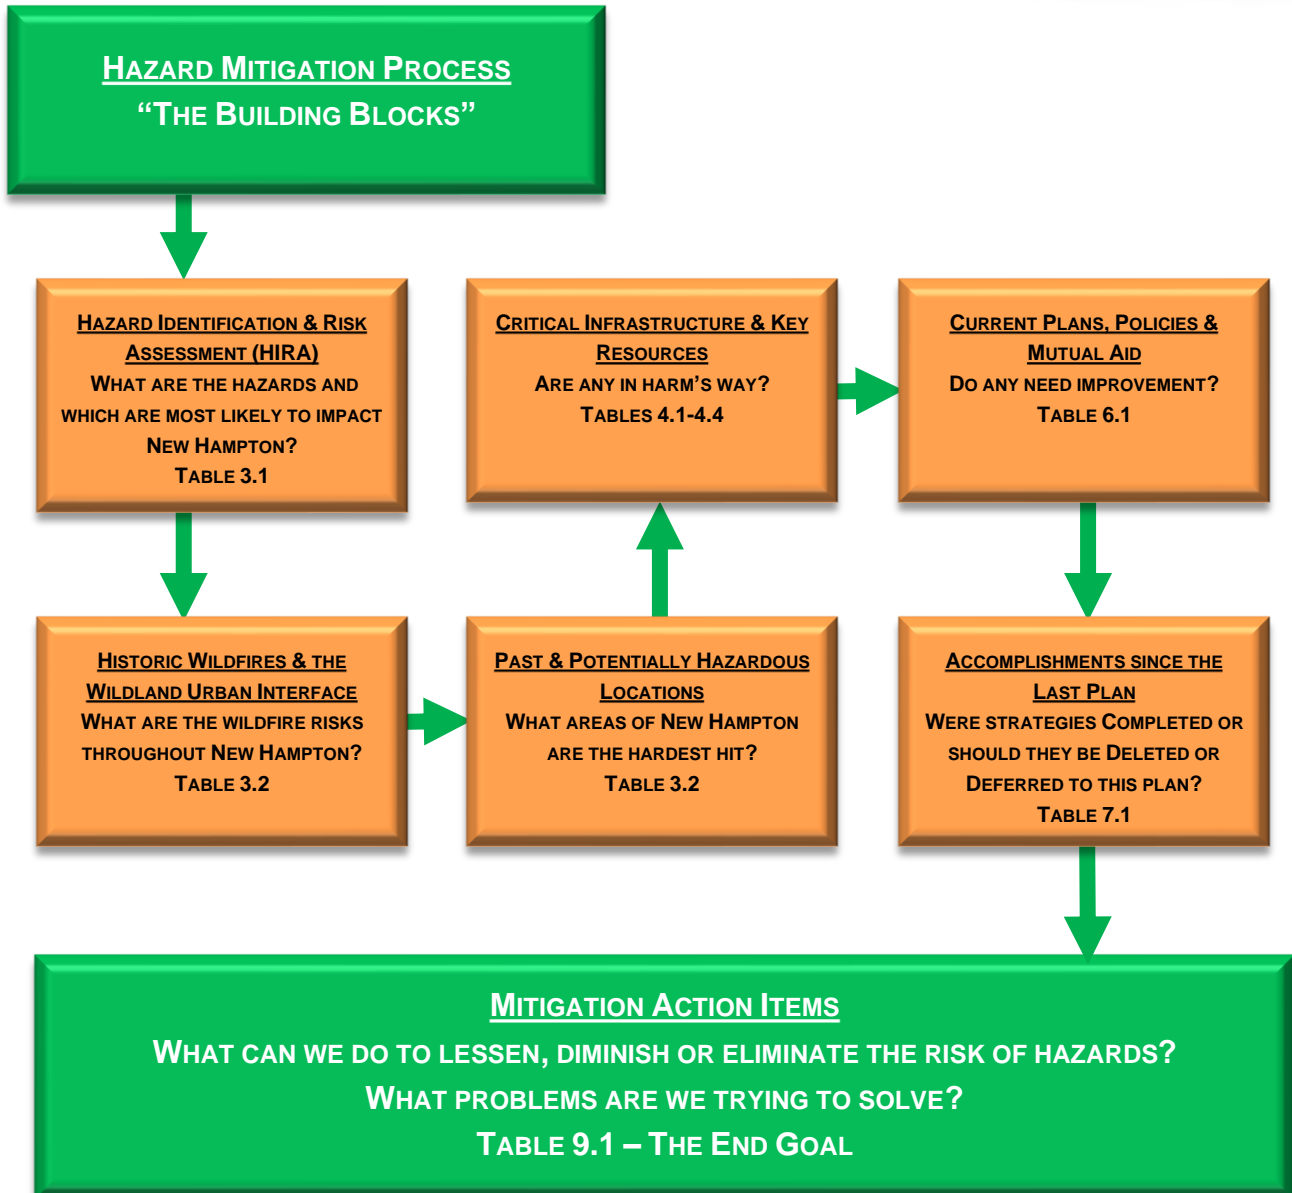 HAZARD MITIGATION PROCESS
“THE BUILDING BLOCKS”
HAZARD IDENTIFICATION & RISK
ASSESSMENT (HIRA)
WHAT ARE THE HAZARDS AND
WHICH ARE MOST LIKELY TO IMPACT
NEW HAMPTON?
TABLE 3.1
HISTORIC WILDFIRES & THE
WILDLAND URBAN INTERFACE
WHAT ARE THE WILDFIRE RISKS
THROUGHOUT NEW HAMPTON?
TABLE 3.2
PAST & POTENTIALLY HAZARDOUS
LOCATIONS
WHAT AREAS OF NEW HAMPTON
ARE THE HARDEST HIT?
TABLE 3.2
CRITICAL INFRASTRUCTURE & KEY
RESOURCES
ARE ANY IN HARM’S WAY?
TABLES 4.1-4.4
CURRENT PLANS, POLICIES &
MUTUAL AID
DO ANY NEED IMPROVEMENT?
TABLE 6.1
ACCOMPLISHMENTS SINCE THE
LAST PLAN
WERE STRATEGIES COMPLETED OR
SHOULD THEY BE DELETED OR
DEFERRED TO THIS PLAN?
TABLE 7.1
MITIGATION ACTION ITEMS
WHAT CAN WE DO TO LESSEN, DIMINISH OR ELIMINATE THE RISK OF HAZARDS?
WHAT PROBLEMS ARE WE TRYING TO SOLVE?
TABLE 9.1 – THE END GOAL